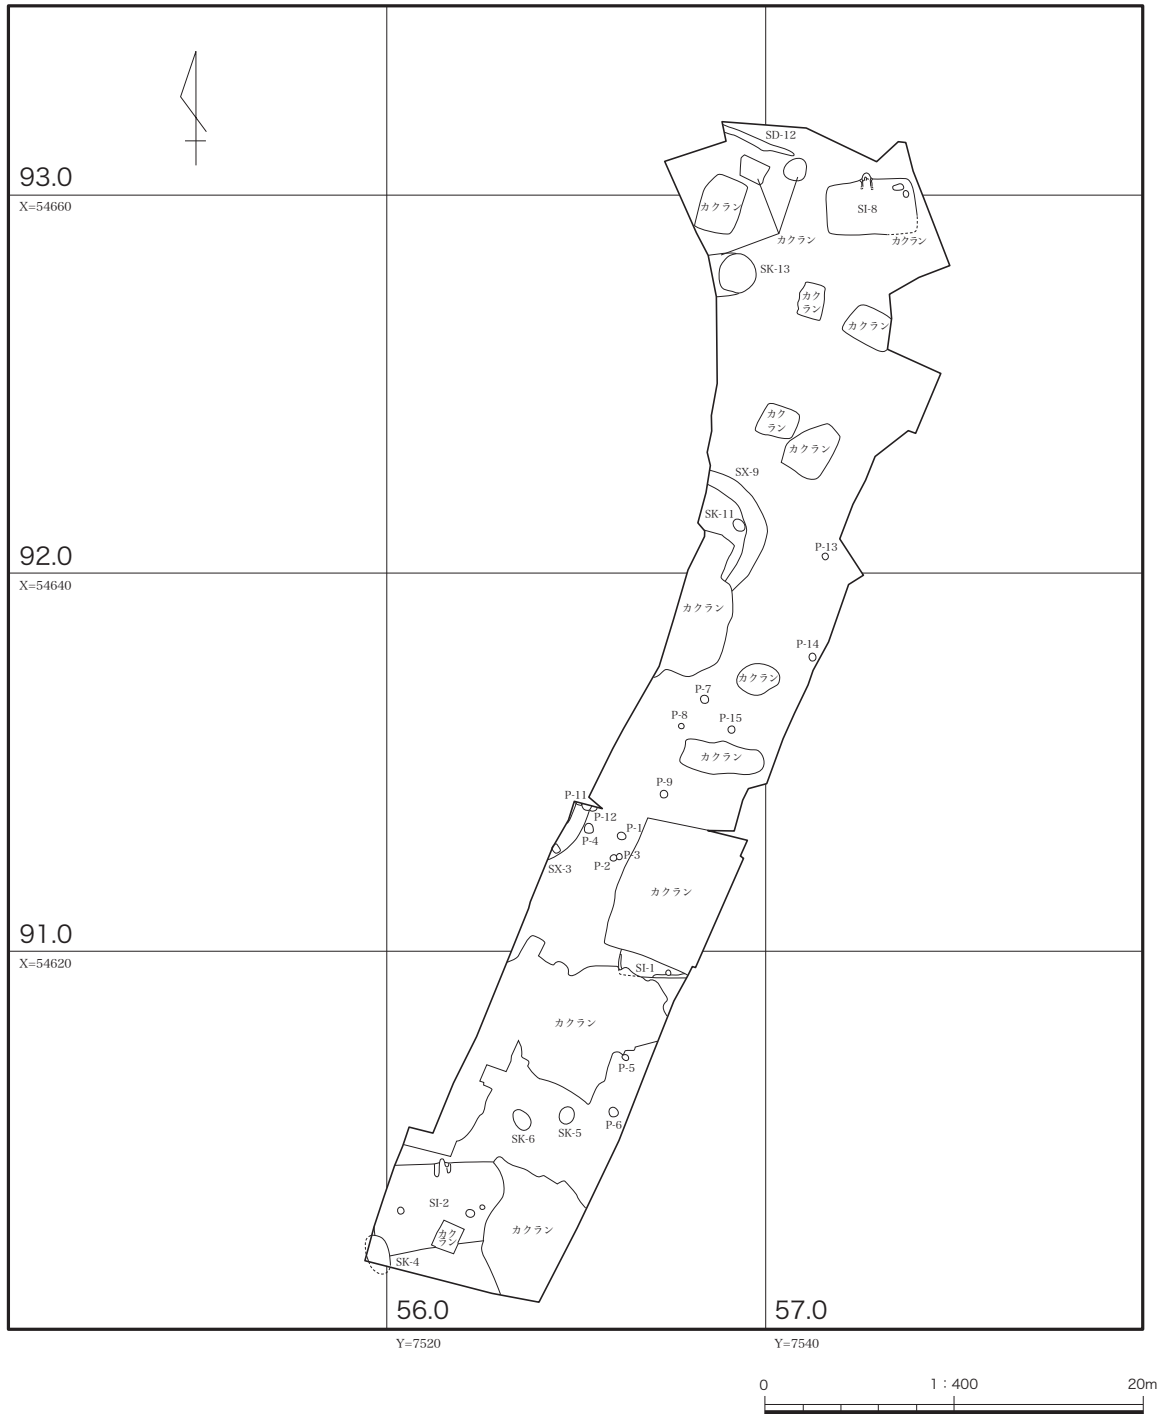 SD-12
93.0
X=54660
カクラン
SI-8
カクラン
カクラン
SK-13
カク
ラン
カクラン
カク
ラン
カクラン
SX-9
SK-11
P-13
92.0
X=54640
カクラン
P-14
カクラン
P-7
P-8
P-15
カクラン
P-9
P-11
P-12
P-1
P-4
P-3
P-2
SX-3
カクラン
91.0
X=54620
SI-1
カクラン
P-5
P-6
SK-5
SK-6
SI-2
カク
ラン
カクラン
SK-4
56.0
57.0
Y=7520
Y=7540
0
1：400
20m